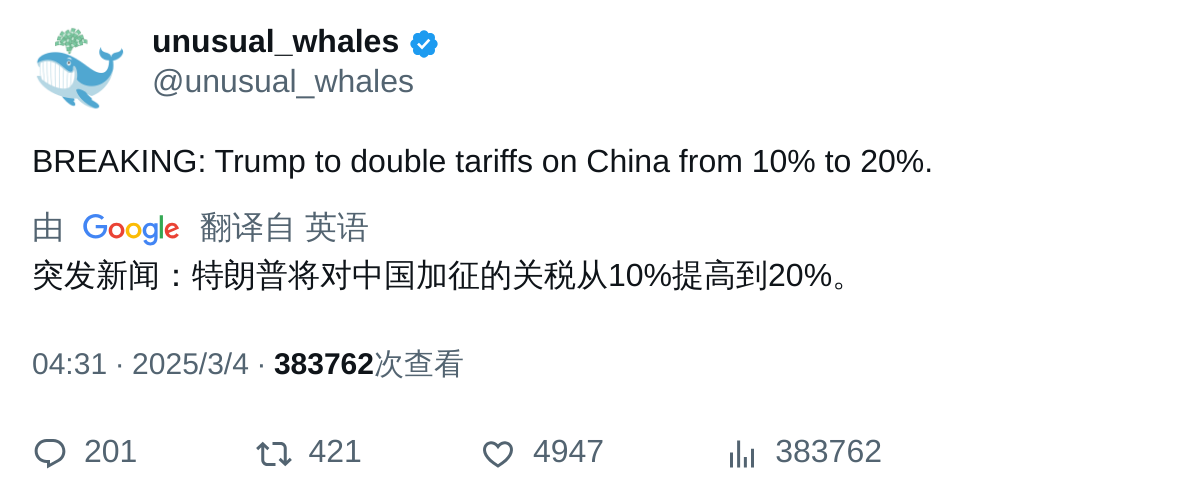 unusual_whales
@unusual_whales
BREAKING: Trump to double tariffs on China from 10% to 20%.
由 Google 翻译自 英语
突发新闻：特朗普将对中国加征的关税从10%提高到20%。
04:31 · 2025/3/4 · 383762次查看
201 421 4947 383762